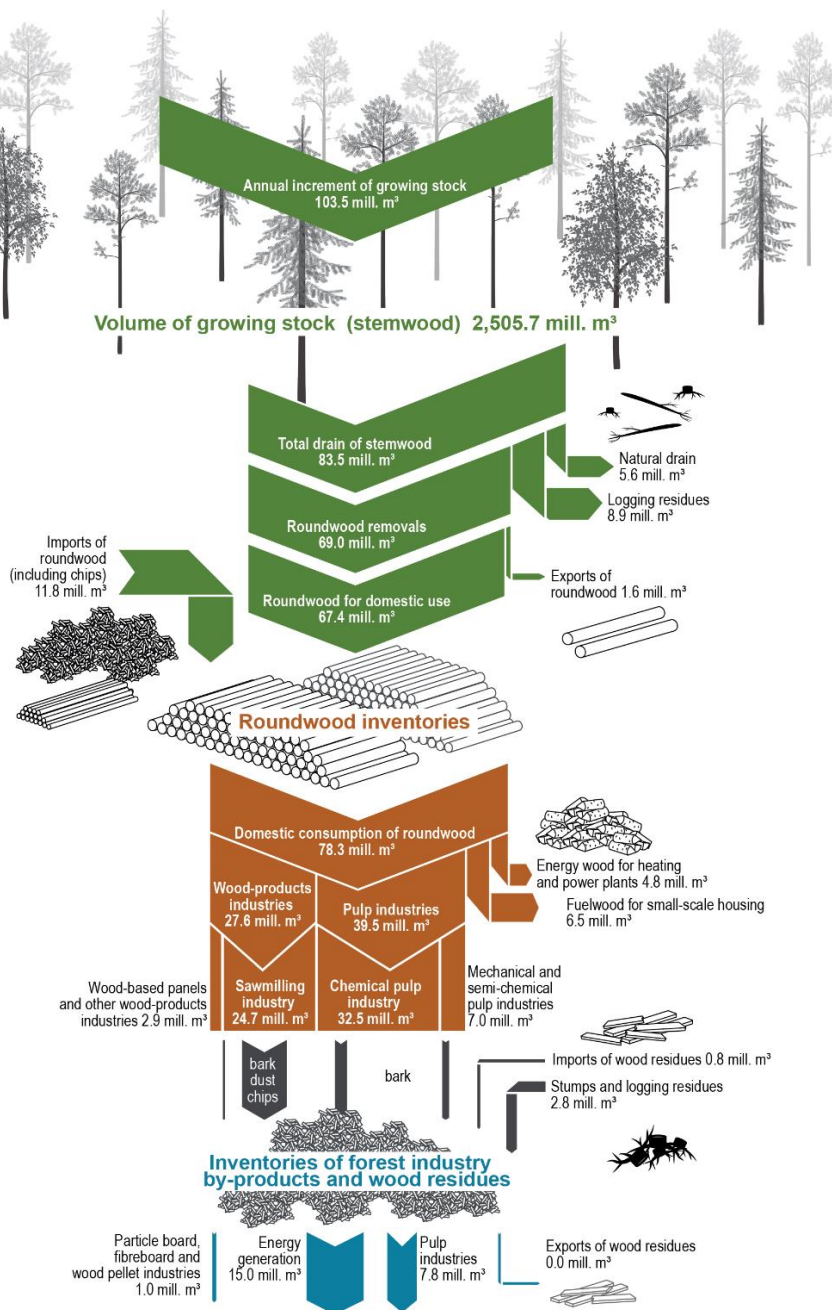 Annual increment of growing stock
103.5 mill. m³
Volume of growing stock (stemwood) 2,505.7 mill. m³
Total drain of stemwood
83.5 mill. m³
Natural drain
5.6 mill. m³
Logging residues
8.9 mill. m³
Roundwood removals
69.0 mill. m³
Imports of
roundwood
(including chips)
11.8 mill. m³
Exports of
roundwood 1.6 mill. m³
Roundwood for domestic use
67.4 mill. m³
Roundwood inventories
Domestic consumption of roundwood
78.3 mill. m³
Energy wood for heating
and power plants 4.8 mill. m³
Fuelwood for small-scale housing
6.5 mill. m³
Wood-products
industries
27.6 mill. m³
Pulp industries
39.5 mill. m³
Wood-based panels
and other wood-products
industries 2.9 mill. m³
Sawmilling
industry
24.7 mill. m³
Chemical pulp
industry
32.5 mill. m³
Mechanical and
semi-chemical
pulp industries
7.0 mill. m³
bark
dust
chips
bark
Imports of wood residues 0.8 mill. m³
Stumps and logging residues
2.8 mill. m³
Inventories of forest industry
by-products and wood residues
Particle board,
fibreboard and
wood pellet industries
1.0 mill. m³
Energy
generation
15.0 mill. m³
Pulp
industries
7.8 mill. m³
Exports of wood residues
0.0 mill. m³